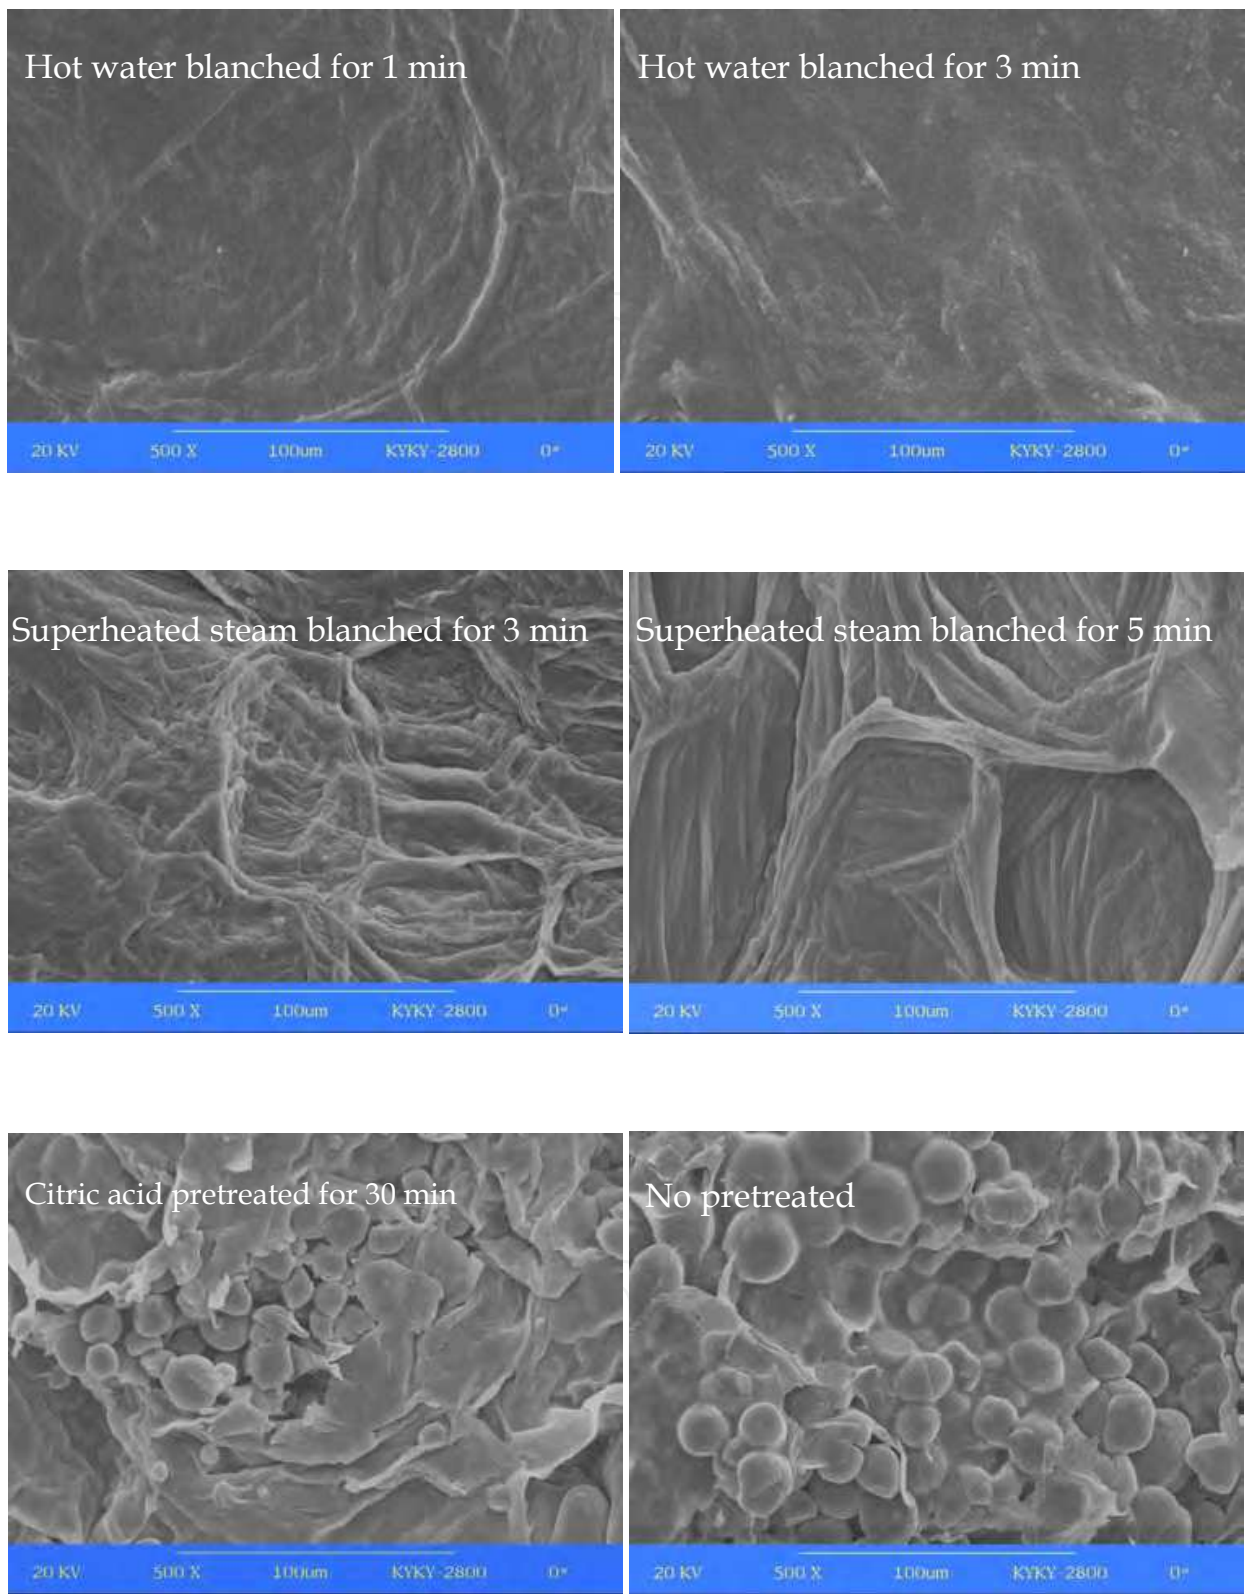 Hot water blanched for 1 min
Hot water blanched for 3 min
20 KV 500 X 100um KYKY-2800 0#
20 KV 500 X 100um KYKY-2800 0#
Superheated steam blanched for 3 min
Superheated steam blanched for 5 min
20 KV 500 X 100um KYKY-2800 0#
20 KV 500 X 100um KYKY-2800 0#
Citric acid pretreated for 30 min
No pretreated
20 KV 500 X 100um KYKY-2800 0#
20 KV 500 X 100um KYKY-2800 0#